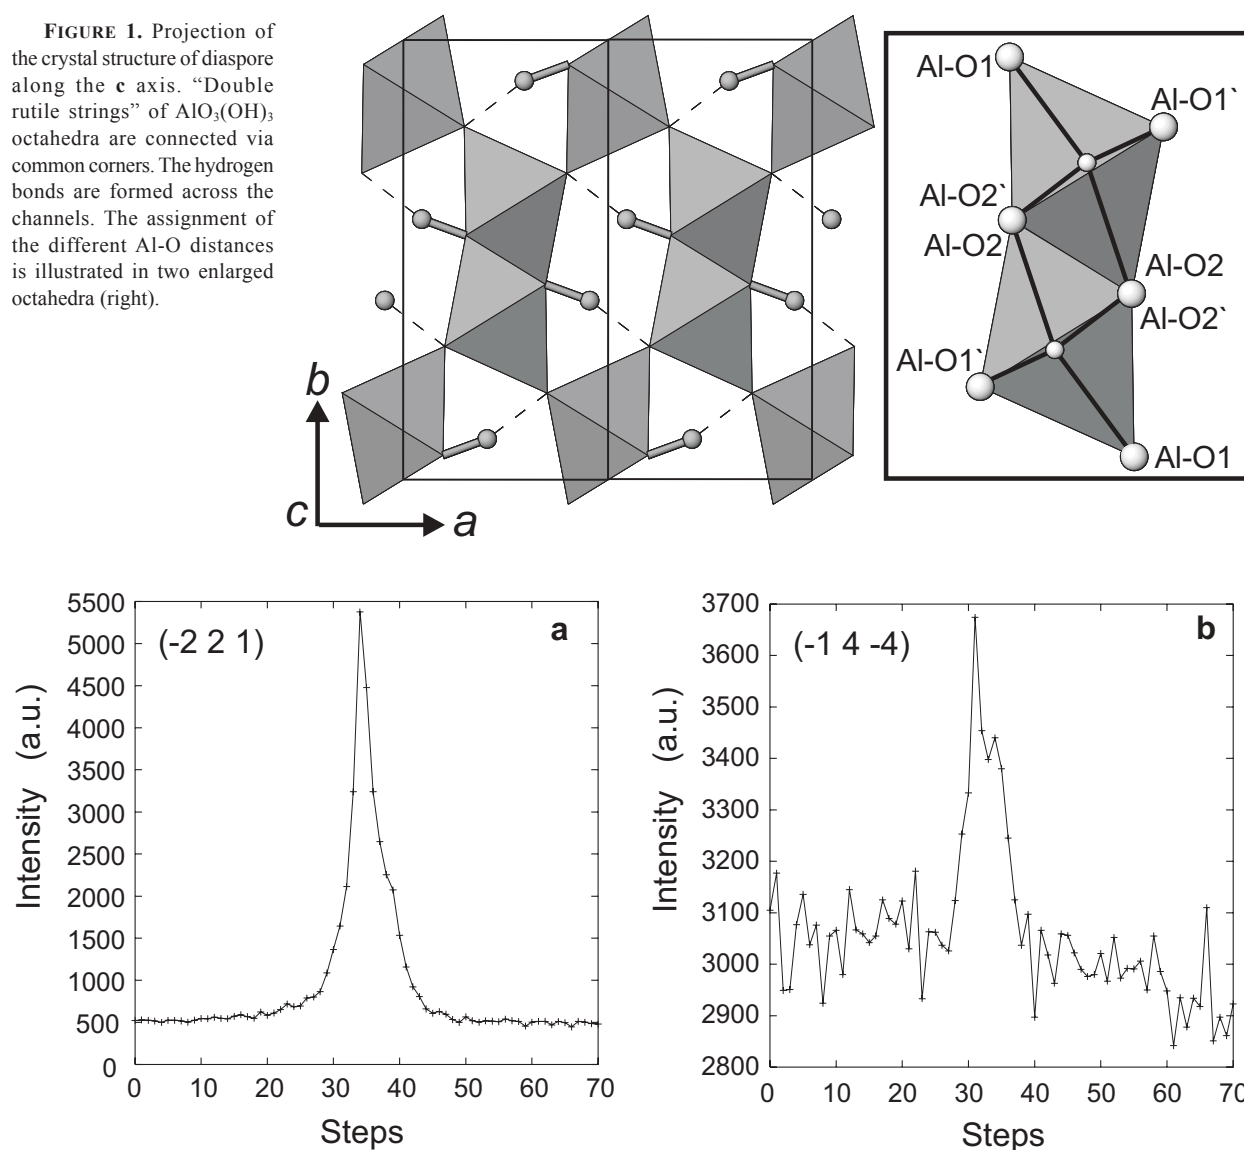 FIGURE 1. Projection of
the crystal structure of diaspore
along the c axis. “Double
rutile strings” of AlO₃(OH)₃
octahedra are connected via
common corners. The hydrogen
bonds are formed across the
channels. The assignment of
the different Al-O distances
is illustrated in two enlarged
octahedra (right).
b
c
a
Al-O1
Al-O1`
Al-O2`
Al-O2
Al-O2
Al-O2`
Al-O1`
Al-O1
5500
5000
4500
4000
3500
3000
2500
2000
1500
1000
500
0
Intensity (a.u.)
(-2 2 1)
a
0 10 20 30 40 50 60 70
Steps
3700
3600
3500
3400
3300
3200
3100
3000
2900
2800
Intensity (a.u.)
(-1 4 -4)
b
0 10 20 30 40 50 60 70
Steps